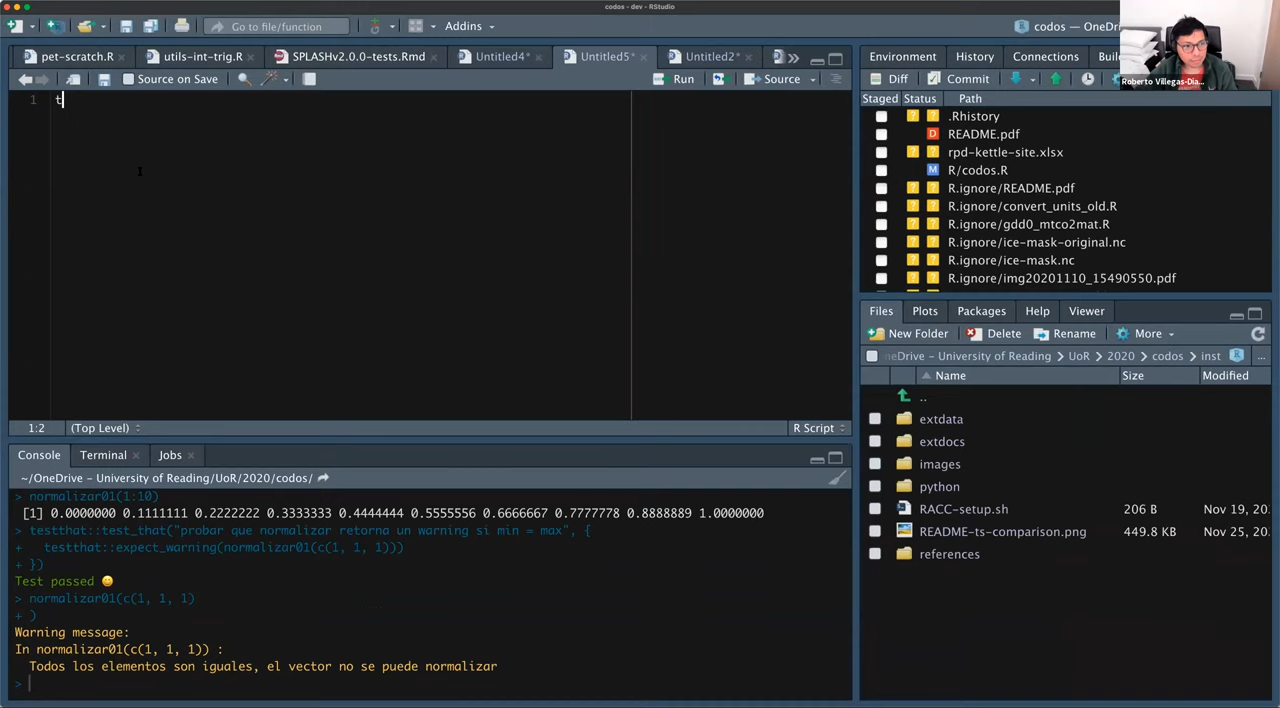 codos - dev - RStudio
Go to file/function
Addins
codos — OneDri
pet-scratch.R
utils-int-trig.R
SPLASHv2.0.0-tests.Rmd
Untitled4*
Untitled5*
Untitled2*
Source on Save
Run
Source
1
t
1:2
(Top Level)
R Script
Console
Terminal
Jobs
~/OneDrive - University of Reading/UoR/2020/codos/
> normalizar01(1:10)
[1] 0.0000000 0.1111111 0.2222222 0.3333333 0.4444444 0.5555556 0.6666667 0.7777778 0.8888889 1.0000000
> testthat::test_that("probar que normalizar retorna un warning si min = max", {
+ testthat::expect_warning(normalizar01(c(1, 1, 1)))
+ })
Test passed 😀
> normalizar01(c(1, 1, 1)
+ )
Warning message:
In normalizar01(c(1, 1, 1)) :
Todos los elementos son iguales, el vector no se puede normalizar
>
Environment
History
Connections
Buil
Diff
Commit
Roberto Villegas-Dia...
Staged
Status
Path
.Rhistory
README.pdf
rpd-kettle-site.xlsx
R/codos.R
R.ignore/README.pdf
R.ignore/convert_units_old.R
R.ignore/gdd0_mtco2mat.R
R.ignore/ice-mask-original.nc
R.ignore/ice-mask.nc
R.ignore/img20201110_15490550.pdf
Files
Plots
Packages
Help
Viewer
New Folder
Delete
Rename
More
neDrive - University of Reading
UoR
2020
codos
inst
...
Name
Size
Modified
..
extdata
extdocs
images
python
RACC-setup.sh
206 B
Nov 19, 20
README-ts-comparison.png
449.8 KB
Nov 25, 20
references